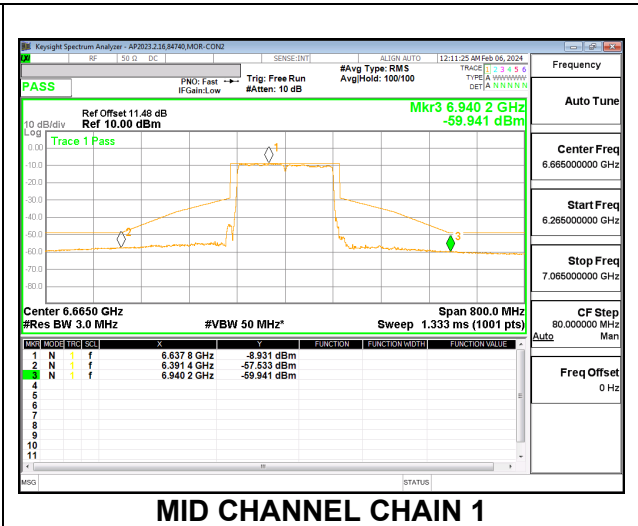 Keysight Spectrum Analyzer - AP2023.2.16,84740,MOR-CON2
RF 50 Ω DC SENSE:INT ALIGN AUTO 12:11:25 AM Feb 06, 2024
PASS
PNO: Fast
IFGain:Low
Trig: Free Run
#Atten: 10 dB
#Avg Type: RMS
Avg|Hold: 100/100
TRACE 1 2 3 4 5 6
TYPE A WWWWW
DET A N N N N N
Ref Offset 11.48 dB
Ref 10.00 dBm
10 dB/div
Log
Mkr3 6.940 2 GHz
-59.941 dBm
Trace 1 Pass
0.00
-10.0
-20.0
-30.0
-40.0
-50.0
-60.0
-70.0
-80.0
1
2
3
Center 6.6650 GHz Span 800.0 MHz
#Res BW 3.0 MHz #VBW 50 MHz* Sweep 1.333 ms (1001 pts)
MKR MODE TRC SCL X Y FUNCTION FUNCTION WIDTH FUNCTION VALUE
1 N 1 f 6.637 8 GHz -8.931 dBm
2 N 1 f 6.391 4 GHz -57.533 dBm
3 N 1 f 6.940 2 GHz -59.941 dBm
4
5
6
7
8
9
10
11
MSG STATUS
Frequency
Auto Tune
Center Freq
6.665000000 GHz
Start Freq
6.265000000 GHz
Stop Freq
7.065000000 GHz
CF Step
80.000000 MHz
Auto Man
Freq Offset
0 Hz
MID CHANNEL CHAIN 1